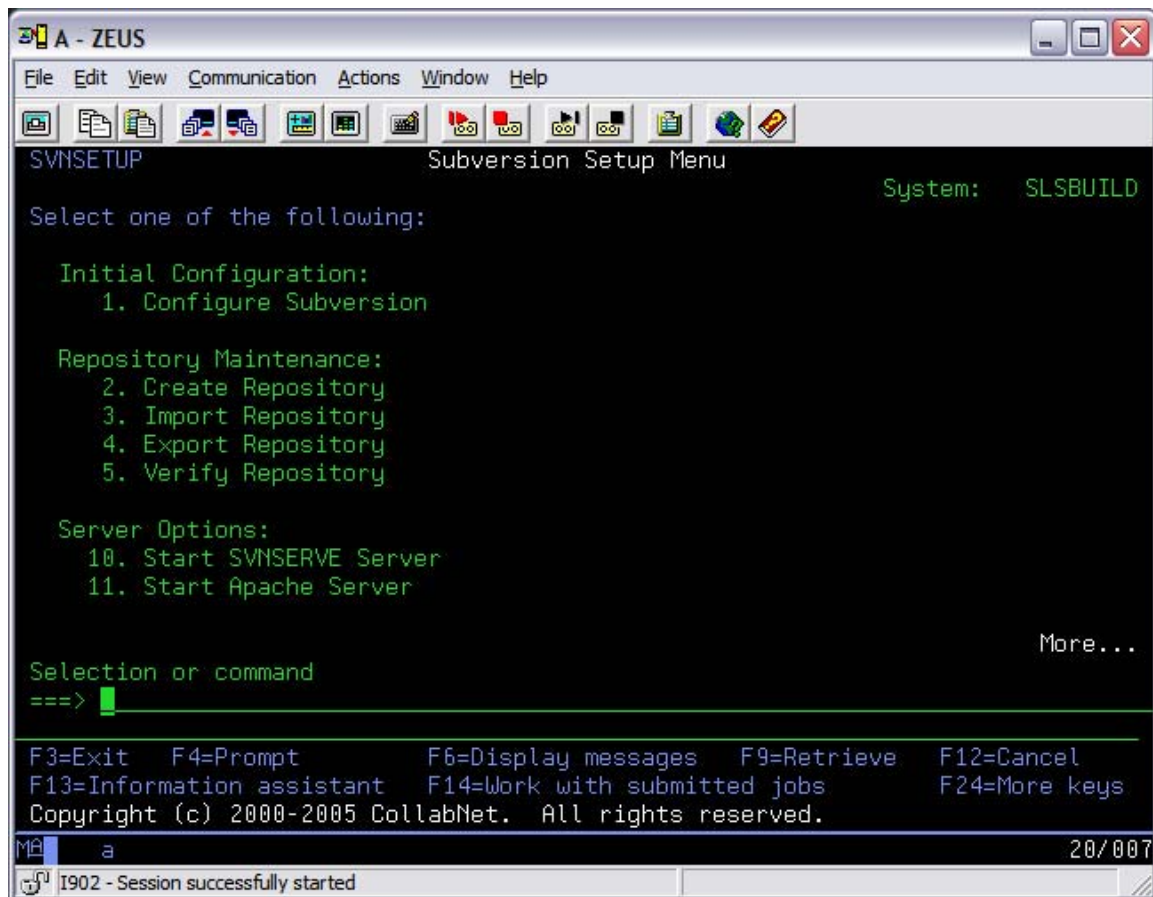 A - ZEUS
File Edit View Communication Actions Window Help
SVNSETUP Subversion Setup Menu
System: SLSBUILD
Select one of the following:
Initial Configuration:
1. Configure Subversion
Repository Maintenance:
2. Create Repository
3. Import Repository
4. Export Repository
5. Verify Repository
Server Options:
10. Start SVNSERVE Server
11. Start Apache Server
More...
Selection or command
===>
F3=Exit F4=Prompt F6=Display messages F9=Retrieve F12=Cancel
F13=Information assistant F14=Work with submitted jobs F24=More keys
Copyright (c) 2000-2005 CollabNet. All rights reserved.
MA a 20/007
I902 - Session successfully started